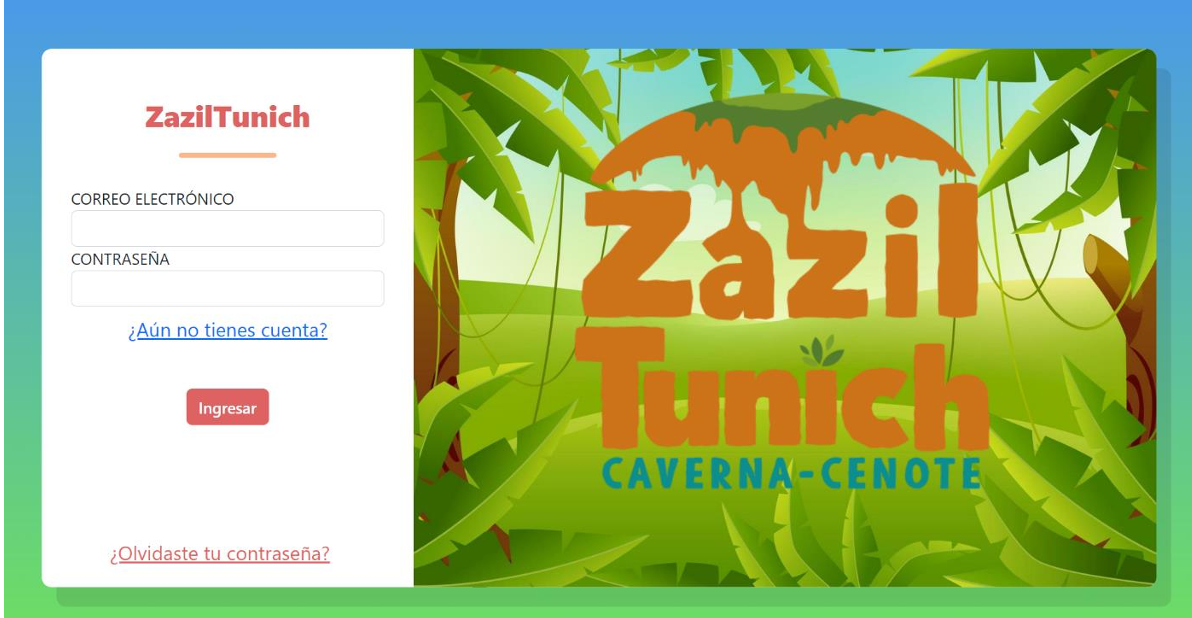 ZazilTunich
CORREO ELECTRÓNICO
CONTRASEÑA
¿Aún no tienes cuenta?
Ingresar
¿Olvidaste tu contraseña?
Zazil
Tunich
CAVERNA-CENOTE